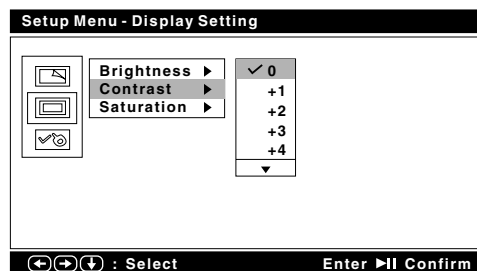 Setup Menu - Display Setting
Brightness ▶
Contrast ▶
Saturation ▶
✓ 0
+1
+2
+3
+4
▼
←→↓ : Select Enter ▶II Confirm